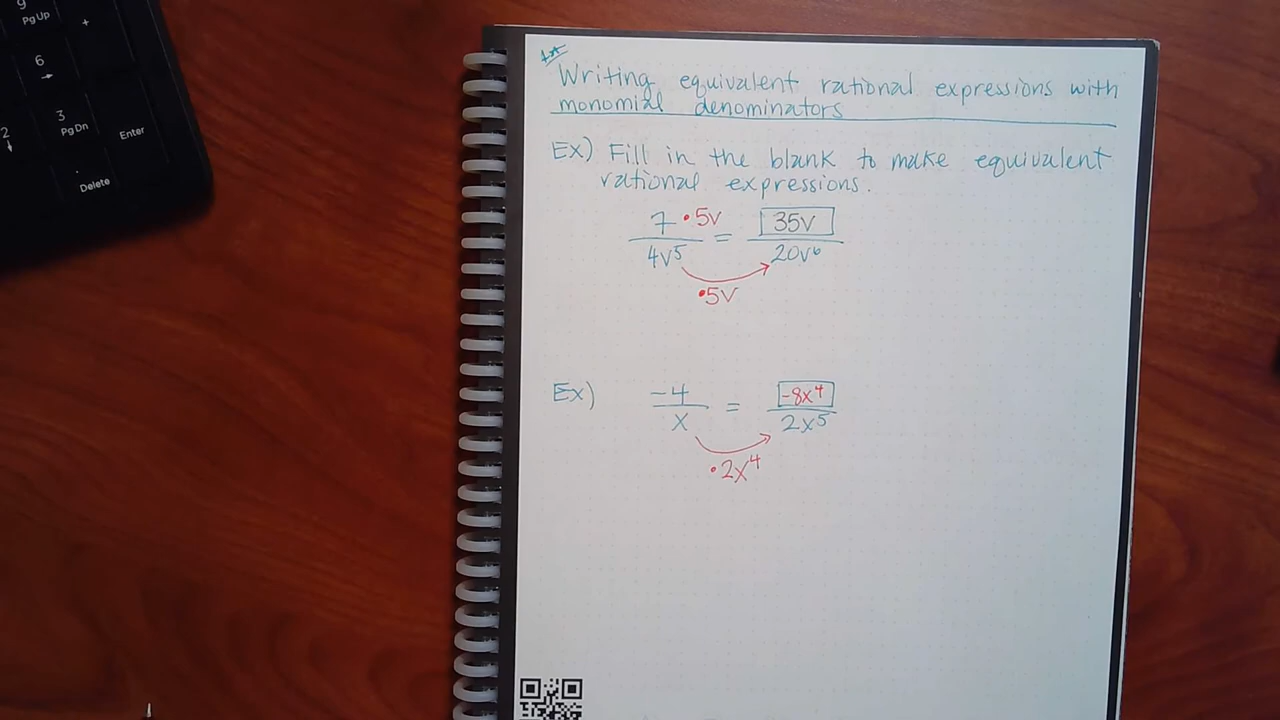 9
PgUp
+
6
→
3
PgDn
2
↓
Enter
.
Delete
Writing equivalent rational expressions with
monomial denominators
EX) Fill in the blank to make equivalent
rational expressions.
7 •5v = 35v
4v⁵ 20v⁶
•5v
Ex) -4 = -8x⁴
x 2x⁵
•2x⁴